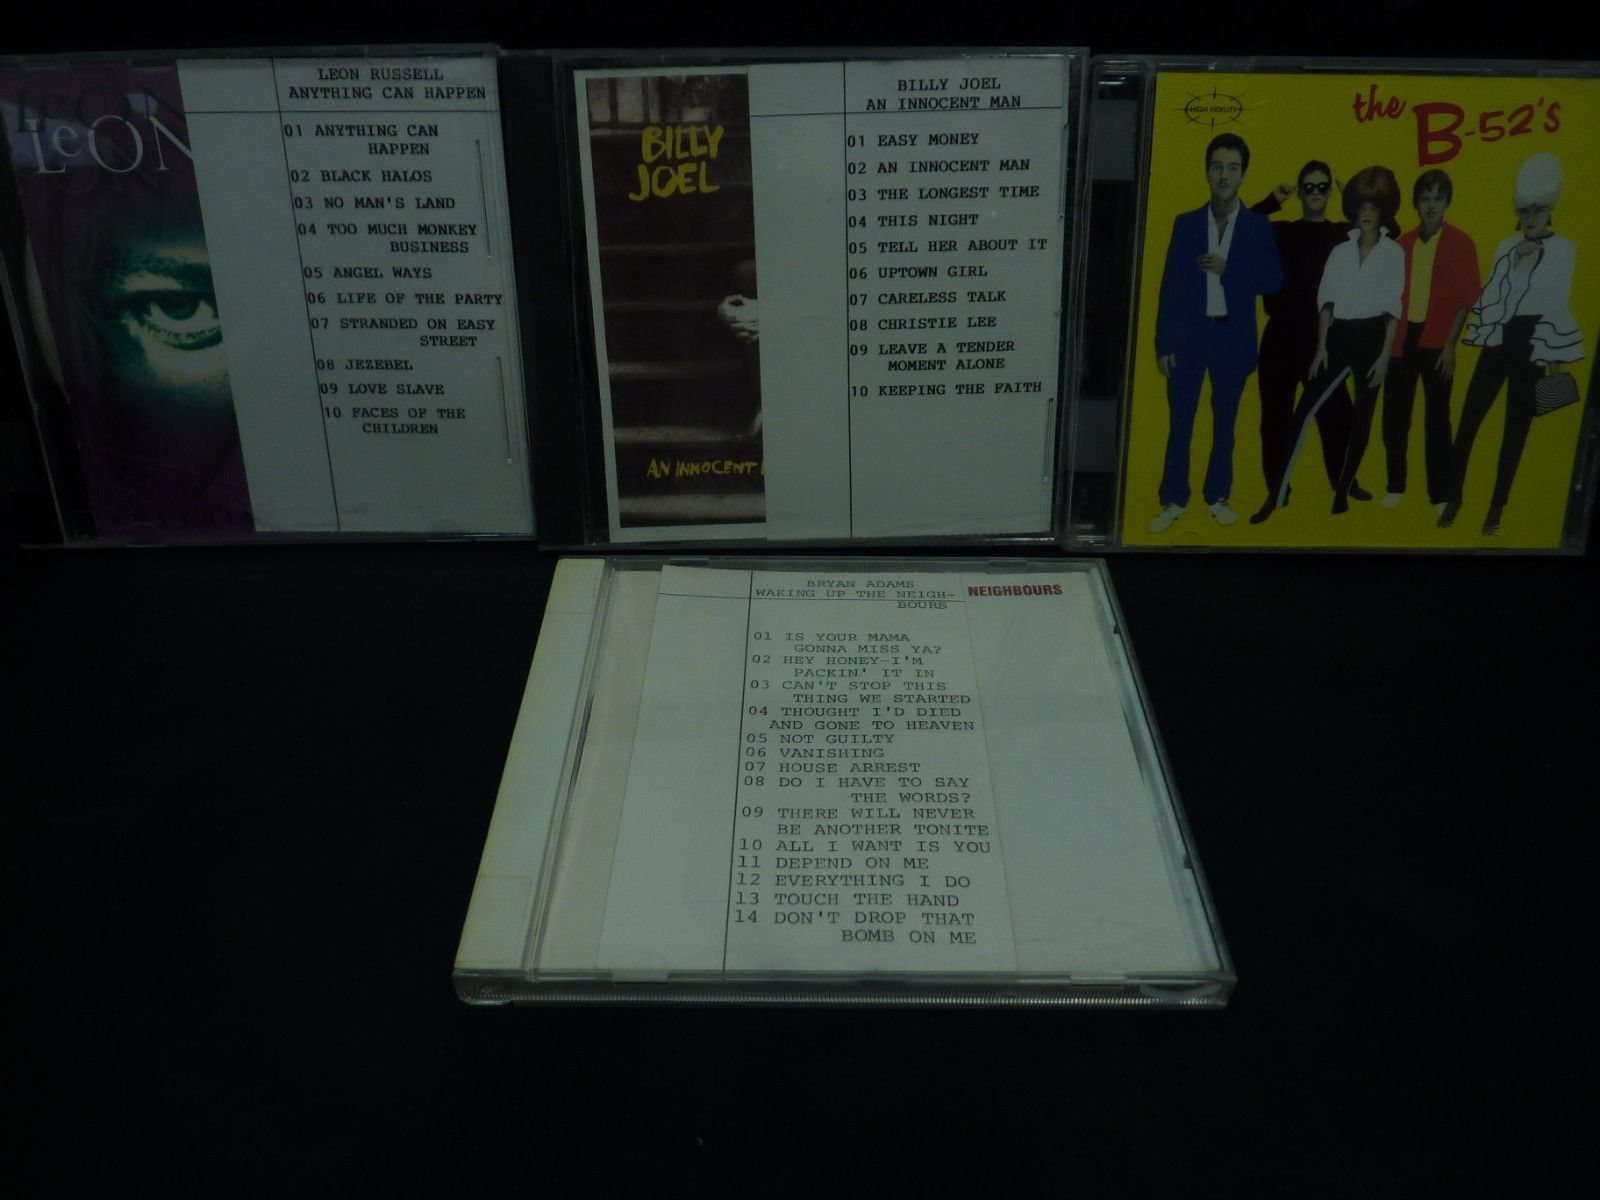 LeON
LeON
LEON RUSSELL
ANYTHING CAN HAPPEN
01 ANYTHING CAN
HAPPEN
02 BLACK HALOS
03 NO MAN'S LAND
04 TOO MUCH MONKEY
BUSINESS
05 ANGEL WAYS
06 LIFE OF THE PARTY
07 STRANDED ON EASY
STREET
08 JEZEBEL
09 LOVE SLAVE
10 FACES OF THE
CHILDREN
BILLY
JOEL
AN INNOCENT
BILLY JOEL
AN INNOCENT MAN
01 EASY MONEY
02 AN INNOCENT MAN
03 THE LONGEST TIME
04 THIS NIGHT
05 TELL HER ABOUT IT
06 UPTOWN GIRL
07 CARELESS TALK
08 CHRISTIE LEE
09 LEAVE A TENDER
MOMENT ALONE
10 KEEPING THE FAITH
HIGH FIDELITY
the B-52's
BRYAN ADAMS
WAKING UP THE NEIGH-
BOURS
NEIGHBOURS
01 IS YOUR MAMA
GONNA MISS YA?
02 HEY HONEY-I'M
PACKIN' IT IN
03 CAN'T STOP THIS
THING WE STARTED
04 THOUGHT I'D DIED
AND GONE TO HEAVEN
05 NOT GUILTY
06 VANISHING
07 HOUSE ARREST
08 DO I HAVE TO SAY
THE WORDS?
09 THERE WILL NEVER
BE ANOTHER TONITE
10 ALL I WANT IS YOU
11 DEPEND ON ME
12 EVERYTHING I DO
13 TOUCH THE HAND
14 DON'T DROP THAT
BOMB ON ME